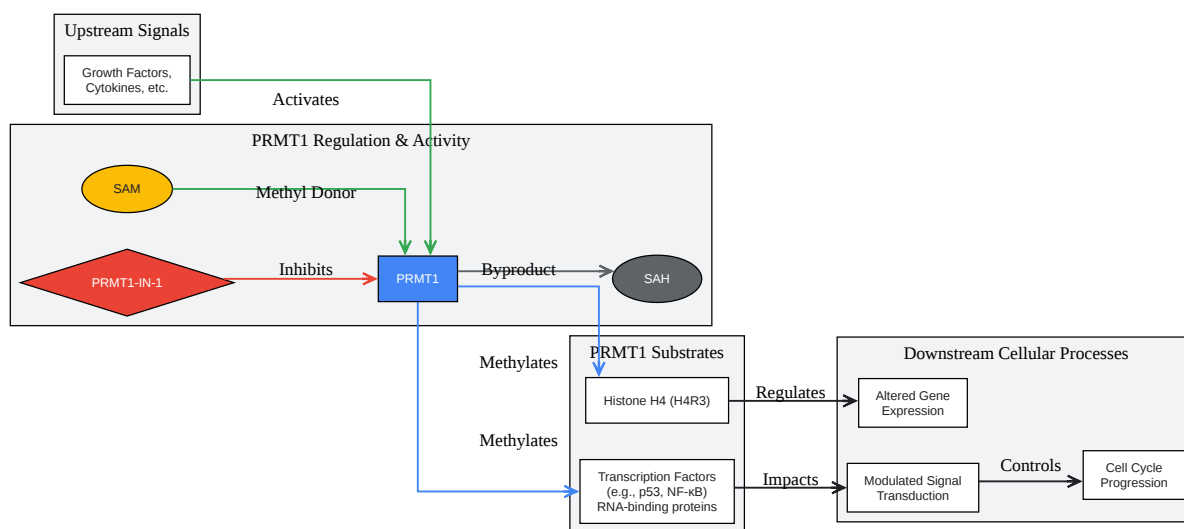 Upstream Signals
Growth Factors,
Cytokines, etc.
Activates
PRMT1 Regulation & Activity
SAM
Methyl Donor
PRMT1-IN-1
Inhibits
PRMT1
Byproduct
SAH
Methylates
PRMT1 Substrates
Histone H4 (H4R3)
Regulates
Downstream Cellular Processes
Altered Gene
Expression
Methylates
Transcription Factors
(e.g., p53, NF-κB)
RNA-binding proteins
Impacts
Modulated Signal
Transduction
Controls
Cell Cycle
Progression